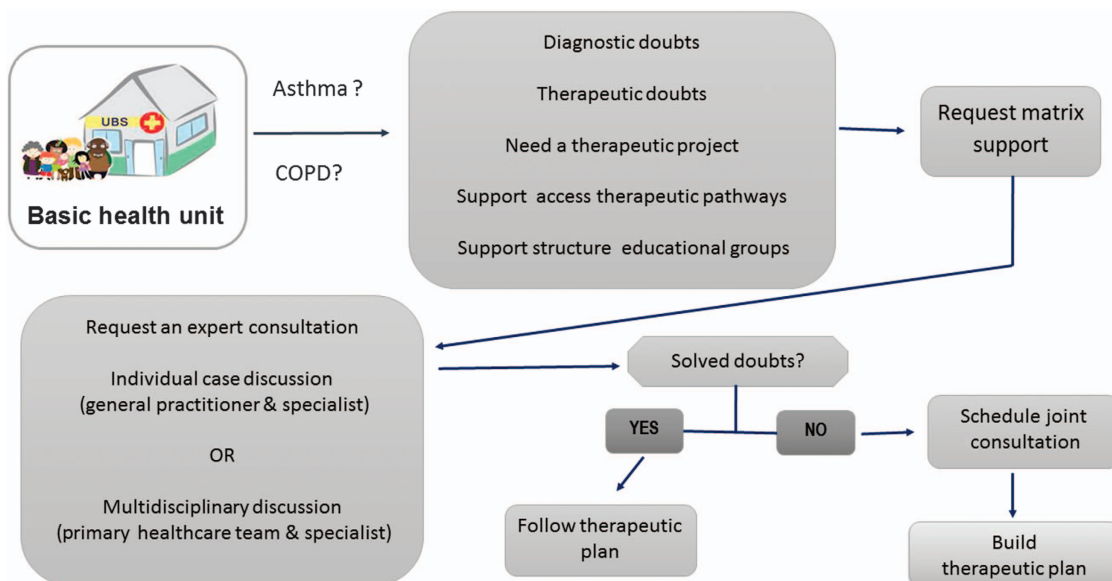 UBS
Basic health unit
Asthma ?
COPD?
Diagnostic doubts
Therapeutic doubts
Need a therapeutic project
Support access therapeutic pathways
Support structure educational groups
Request matrix
support
Request an expert consultation
Individual case discussion
(general practitioner & specialist)
OR
Multidisciplinary discussion
(primary healthcare team & specialist)
Solved doubts?
YES
NO
Follow therapeutic
plan
Schedule joint
consultation
Build
therapeutic plan